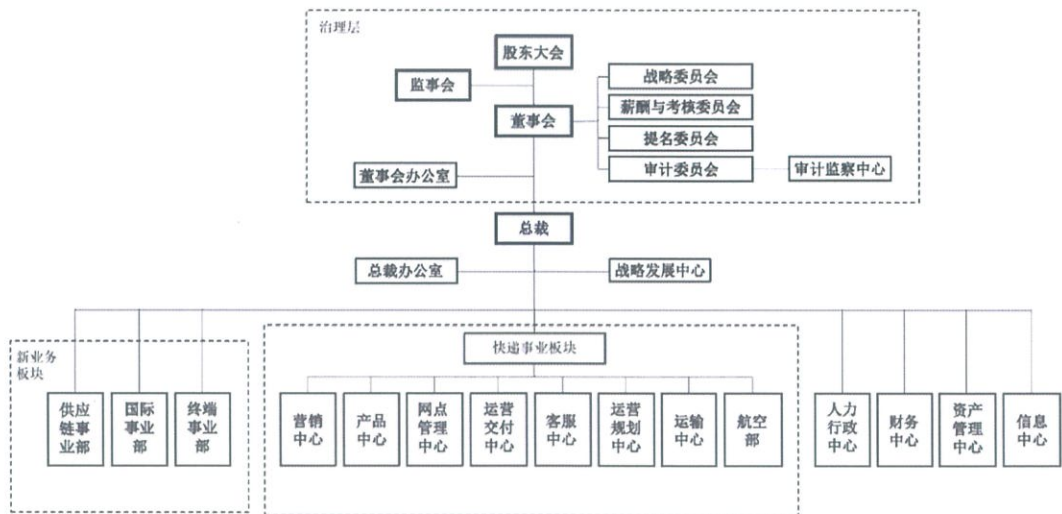 治理层
股东大会
监事会
战略委员会
薪酬与考核委员会
董事会
提名委员会
审计委员会
审计监察中心
董事会办公室
总裁
总裁办公室
战略发展中心
新业务
板块
快递事业板块
供应
链事
业部
国际
事业
部
终端
事业
部
营销
中心
产品
中心
网点
管理
中心
运营
交付
中心
客服
中心
运营
规划
中心
运输
中心
航空
部
人力
行政
中心
财务
中心
资产
管理
中心
信息
中心